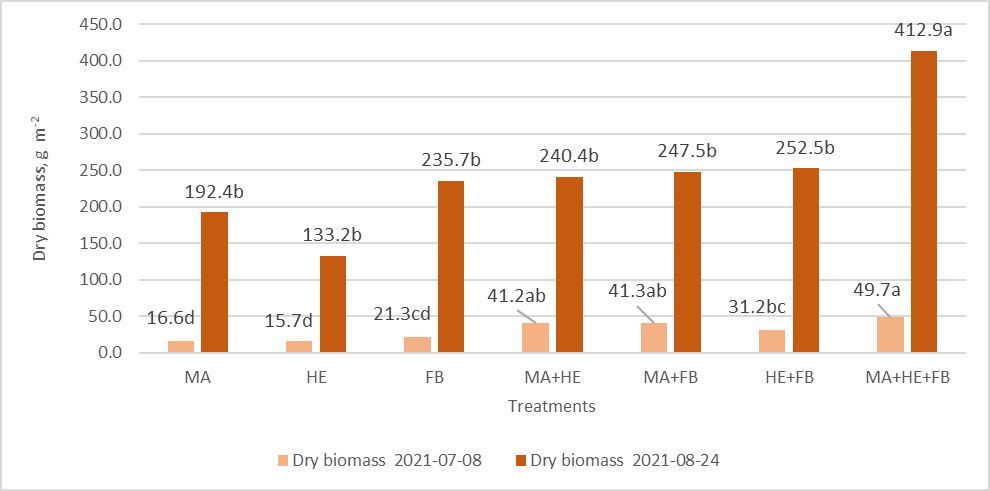 450.0
400.0
350.0
300.0
250.0
200.0
150.0
100.0
50.0
0.0
Dry biomass, g m-2
412.9a
192.4b
133.2b
235.7b
240.4b
247.5b
252.5b
16.6d
15.7d
21.3cd
41.2ab
41.3ab
31.2bc
49.7a
MA
HE
FB
MA+HE
MA+FB
HE+FB
MA+HE+FB
Treatments
Dry biomass 2021-07-08
Dry biomass 2021-08-24